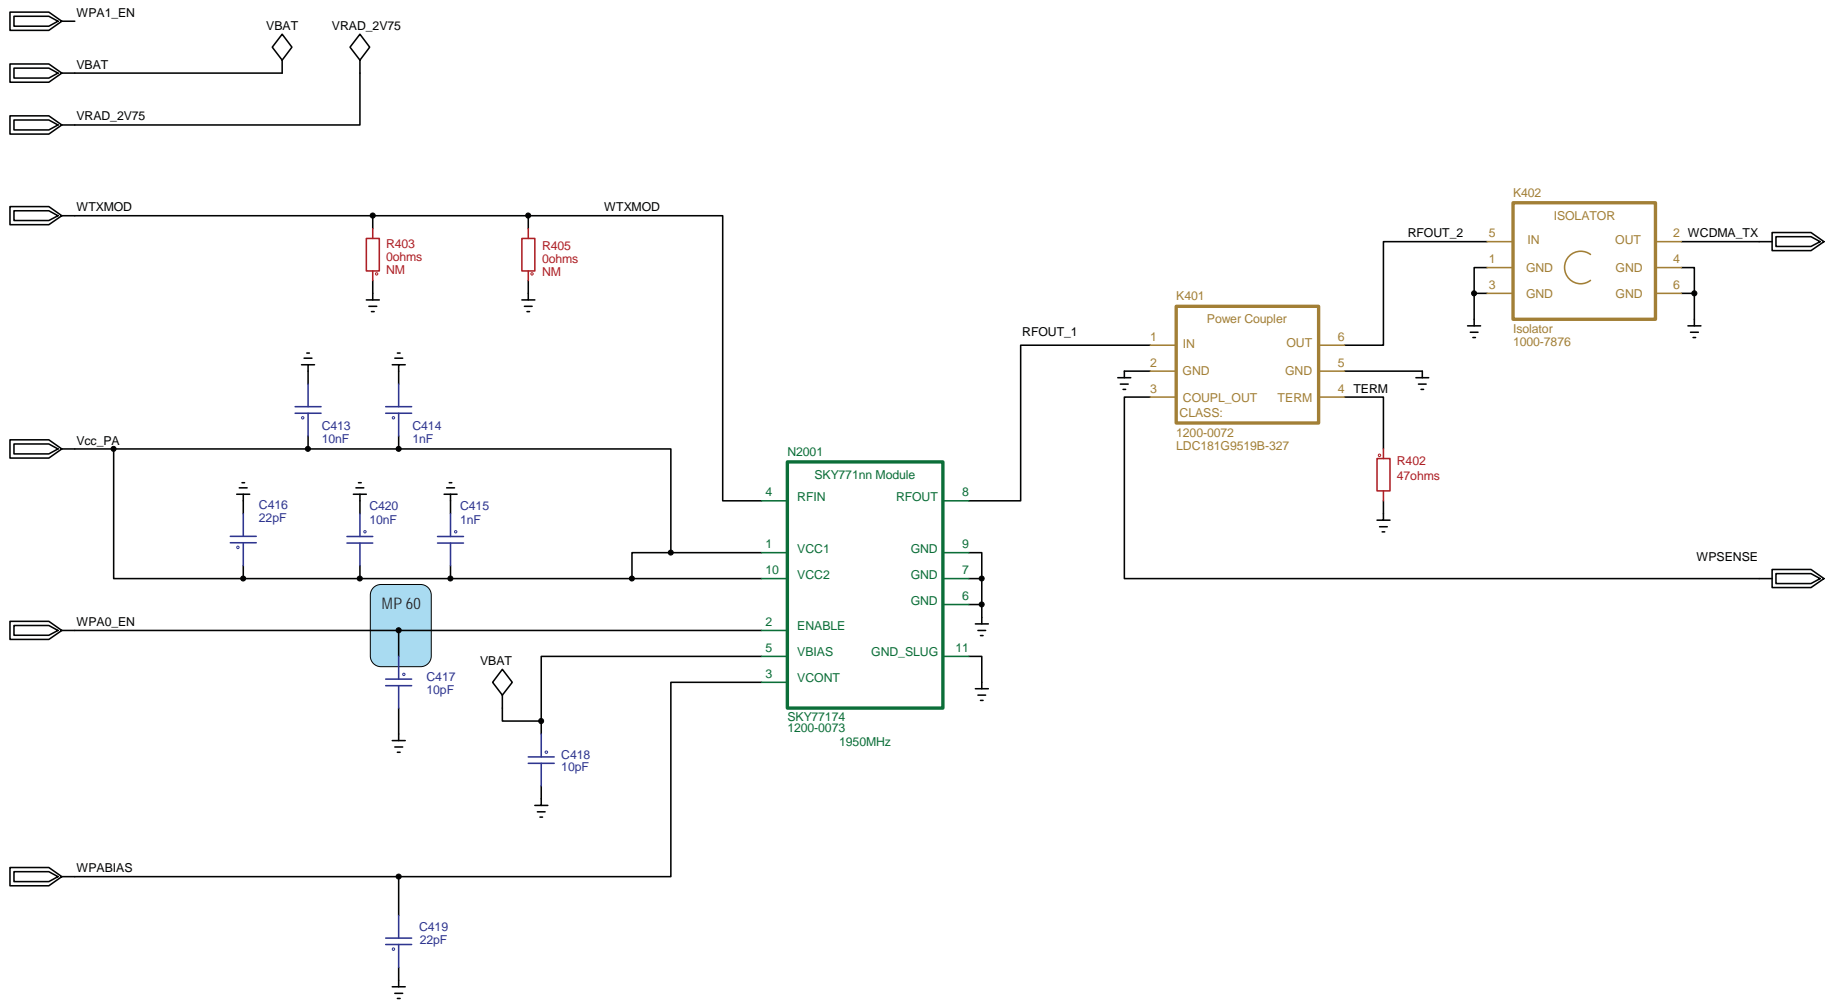 WPA1_EN
VBAT
VRAD_2V75
VBAT
VRAD_2V75
WTXMOD
WTXMOD
R403
0ohms
NM
R405
0ohms
NM
K402
ISOLATOR
RFOUT_2
5
IN
OUT
2
WCDMA_TX
1
GND
GND
4
3
GND
GND
6
Isolator
1000-7876
K401
Power Coupler
RFOUT_1
1
IN
OUT
6
2
GND
GND
5
3
COUPL_OUT
TERM
4
TERM
CLASS:
1200-0072
LDC181G9519B-327
R402
47ohms
WPSENSE
C413
10nF
C414
1nF
Vcc_PA
C416
22pF
C420
10nF
C415
1nF
N2001
SKY771nn Module
4
RFIN
RFOUT
8
1
VCC1
GND
9
10
VCC2
GND
7
GND
6
2
ENABLE
5
VBIAS
GND_SLUG
11
3
VCONT
SKY77174
1200-0073
1950MHz
MP 60
WPA0_EN
C417
10pF
VBAT
C418
10pF
WPABIAS
C419
22pF